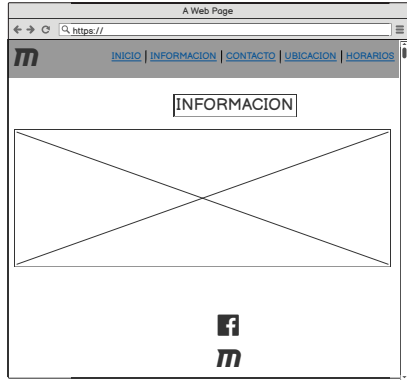 A Web Page
https://
m
INICIO | INFORMACION | CONTACTO | UBICACION | HORARIOS
INFORMACION
f
m